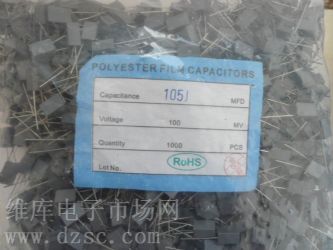 POLYESTER FILM CAPACITORS
Capacitance 105J MFD
Voltage 100 MV
Quantity 1000 PCS
Lot No. RoHS
维库电子市场网
www.dzsc.com